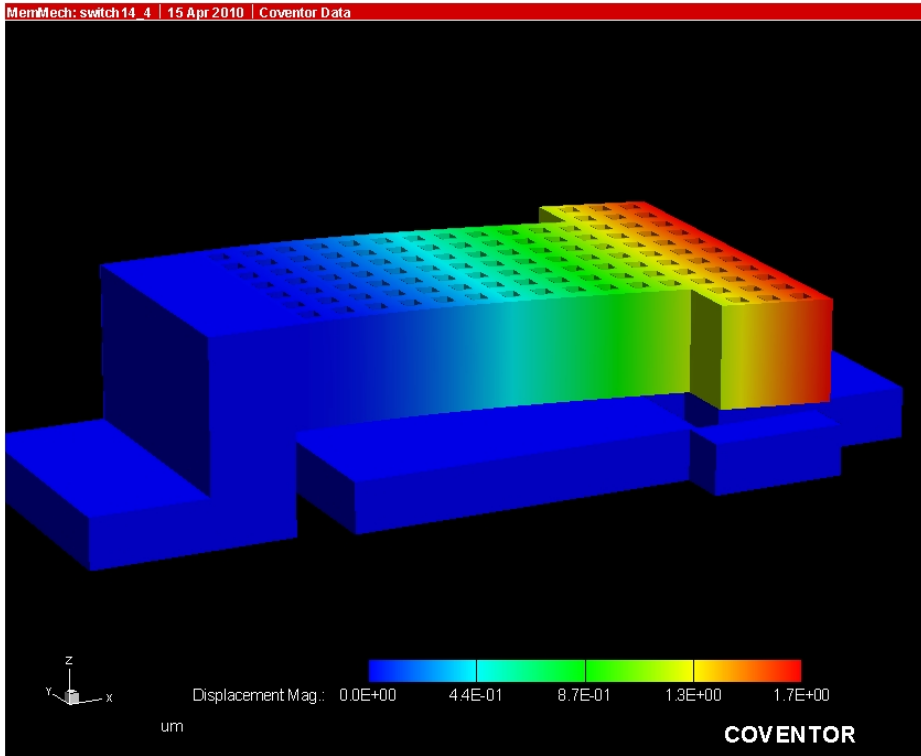 MemMech: switch14_4 | 15 Apr 2010 | Coventor Data
Z
Y
X
Displacement Mag.: 0.0E+00 4.4E-01 8.7E-01 1.3E+00 1.7E+00
um
COVENTOR